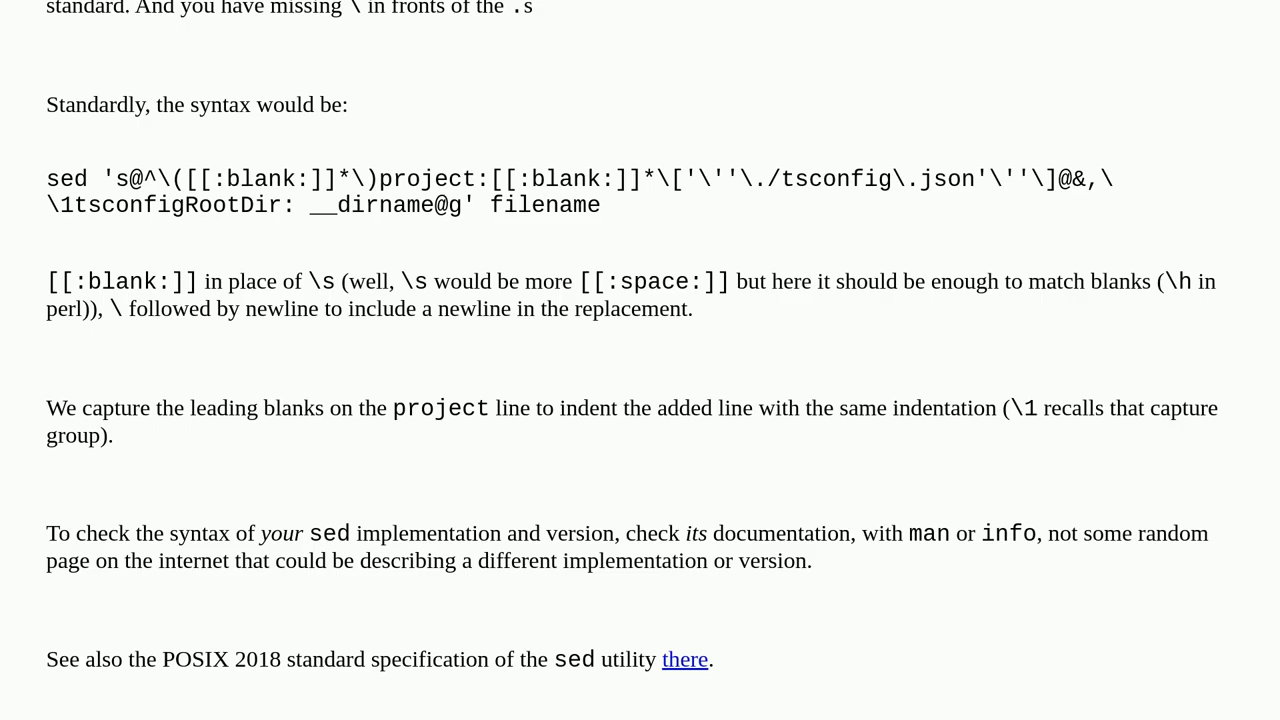 standard. And you have missing \ in fronts of the .s
Standardly, the syntax would be:
sed 's@^\([[:blank:]]*\)project:[[:blank:]]*\['\''\./tsconfig\.json'\''\]@&,\
\1tsconfigRootDir: __dirname@g' filename
[[:blank:]] in place of \s (well, \s would be more [[:space:]] but here it should be enough to match blanks (\h in
perl)), \ followed by newline to include a newline in the replacement.
We capture the leading blanks on the project line to indent the added line with the same indentation (\1 recalls that capture
group).
To check the syntax of your sed implementation and version, check its documentation, with man or info, not some random
page on the internet that could be describing a different implementation or version.
See also the POSIX 2018 standard specification of the sed utility there.